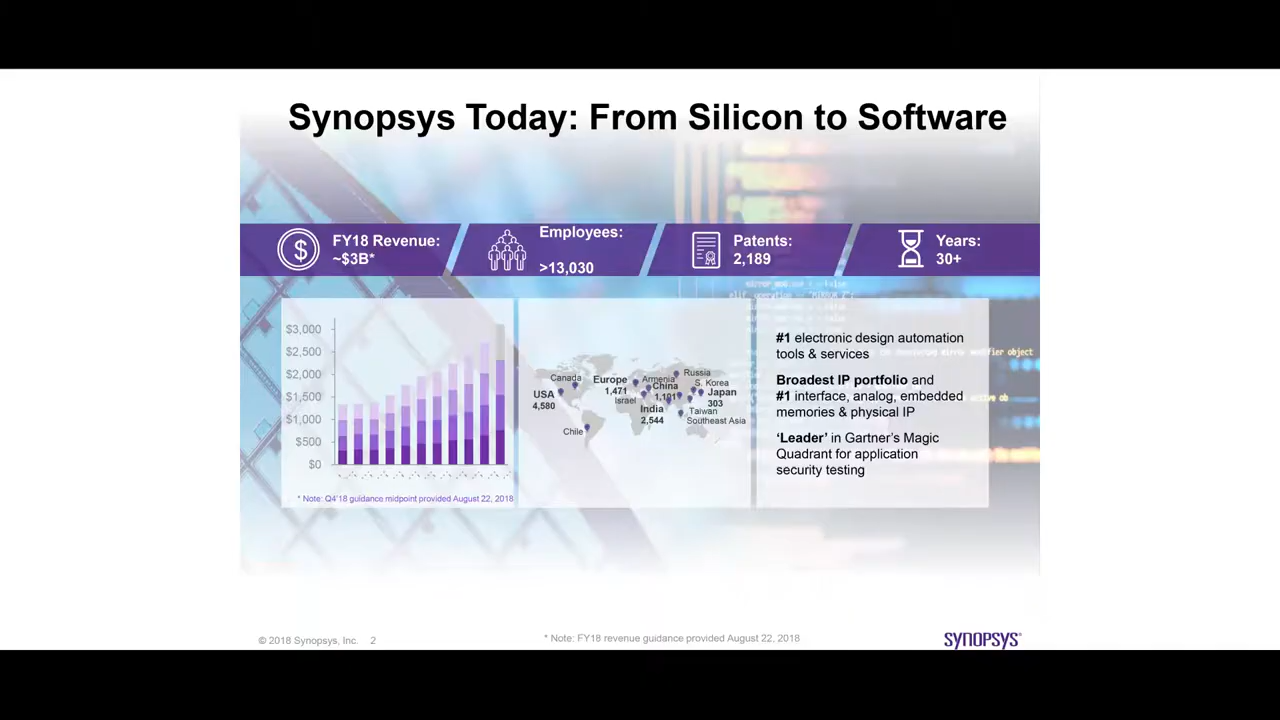 Synopsys Today: From Silicon to Software
$
FY18 Revenue:
~$3B*
Employees:
>13,030
Patents:
2,189
Years:
30+
$3,000
$2,500
$2,000
$1,500
$1,000
$500
$0
* Note: Q4'18 guidance midpoint provided August 22, 2018
Canada
USA
4,580
Chile
Europe
1,471
Israel
Armenia
Russia
China
1,101
S. Korea
Japan
303
India
2,544
Taiwan
Southeast Asia
#1 electronic design automation
tools & services
Broadest IP portfolio and
#1 interface, analog, embedded
memories & physical IP
‘Leader’ in Gartner’s Magic
Quadrant for application
security testing
© 2018 Synopsys, Inc. 2
* Note: FY18 revenue guidance provided August 22, 2018
SYNOPSYS®